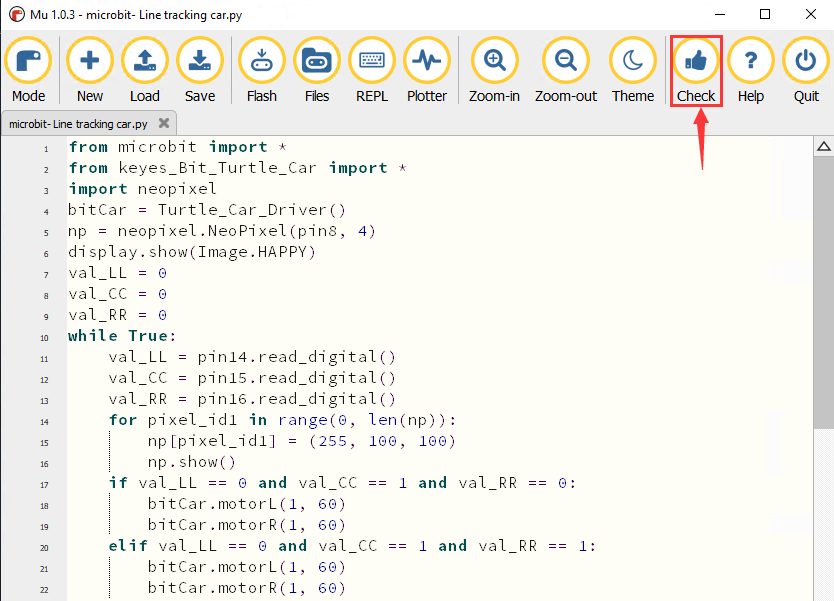 Mu 1.0.3 - microbit- Line tracking car.py
Mode New Load Save Flash Files REPL Plotter Zoom-in Zoom-out Theme Check Help Quit
microbit- Line tracking car.py
1 from microbit import *
2 from keyes_Bit_Turtle_Car import *
3 import neopixel
4 bitCar = Turtle_Car_Driver()
5 np = neopixel.NeoPixel(pin8, 4)
6 display.show(Image.HAPPY)
7 val_LL = 0
8 val_CC = 0
9 val_RR = 0
10 while True:
11 val_LL = pin14.read_digital()
12 val_CC = pin15.read_digital()
13 val_RR = pin16.read_digital()
14 for pixel_id1 in range(0, len(np)):
15 np[pixel_id1] = (255, 100, 100)
16 np.show()
17 if val_LL == 0 and val_CC == 1 and val_RR == 0:
18 bitCar.motorL(1, 60)
19 bitCar.motorR(1, 60)
20 elif val_LL == 0 and val_CC == 1 and val_RR == 1:
21 bitCar.motorL(1, 60)
22 bitCar.motorR(1, 60)